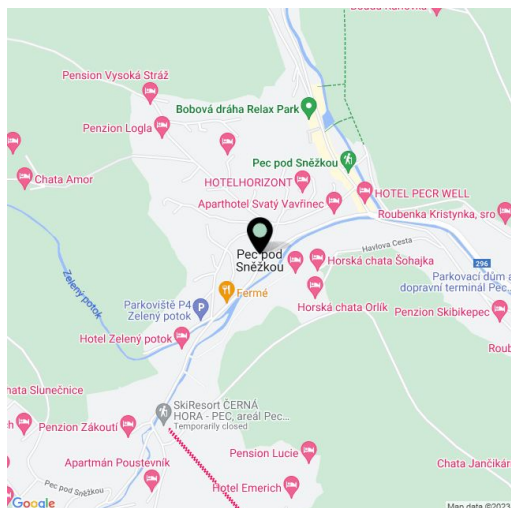 Pension Vysoká Stráž
Bobová dráha Relax Park
Penzion Logla
Pec pod Sněžkou
Chata Amor
HOTELHORIZONT
HOTEL PECR WELL
Aparthotel Svatý Vavřinec
Roubenka Kristynka, sro
Havlova Cesta
Pec pod
Sněžkou
Horská chata Šohajka
296
Zelený potok
Parkovací dům a
dopravní terminál Pec...
Fermé
Parkoviště P4
Zelený potok
P
Horská chata Orlík
Penzion Skibikepec
Hotel Zelený potok
Roub
hata Slunečnice
SkiResort ČERNÁ
HORA - PEC, areál Pec...
Temporarily closed
ch
Penzion Zákoutí
Pension Lucie
Apartmán Poustevník
Chata Jančikár
Pec pod Sněžkou
Hotel Emerich
Google
Map data ©2023